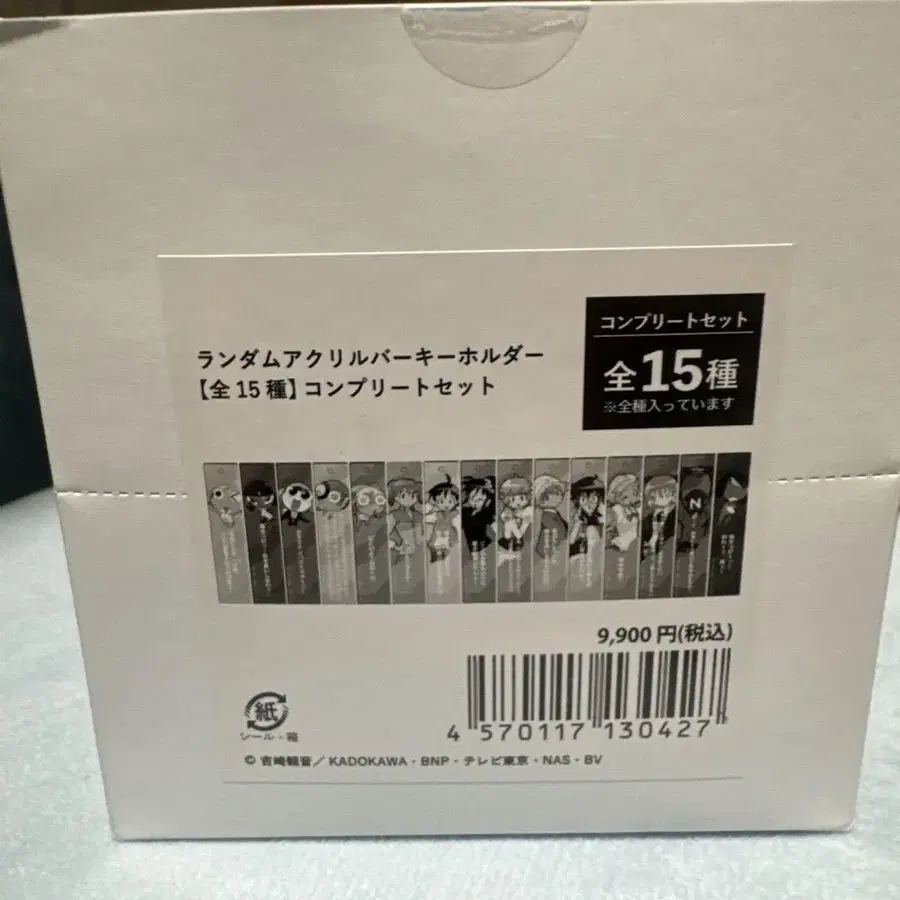 ランダムアクリルバーキーホルダー
【全15種】コンプリートセット
コンプリートセット
全15種
※全種入っています
N
9,900円(税込)
4 570117 130427
紙
シール・箱
© 吉崎観音／KADOKAWA・BNP・テレビ東京・NAS・BV